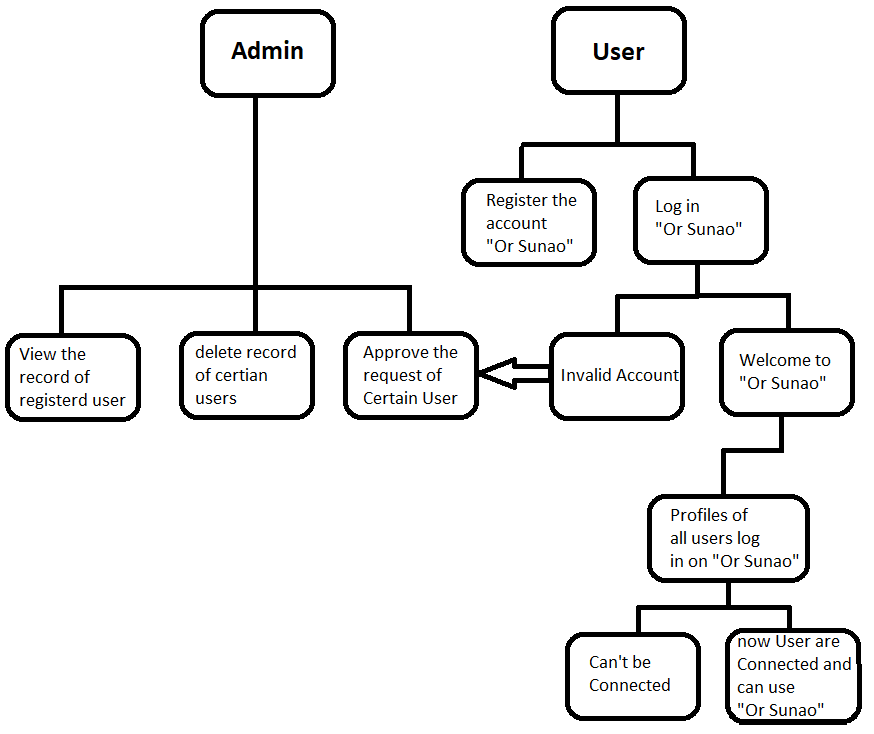 Admin
User
Register the
account
"Or Sunao"
Log in
"Or Sunao"
View the
record of
registerd user
delete record
of certian
users
Approve the
request of
Certain User
Invalid Account
Welcome to
"Or Sunao"
Profiles of
all users log
in on "Or Sunao"
Can't be
Connected
now User are
Connected and
can use
"Or Sunao"